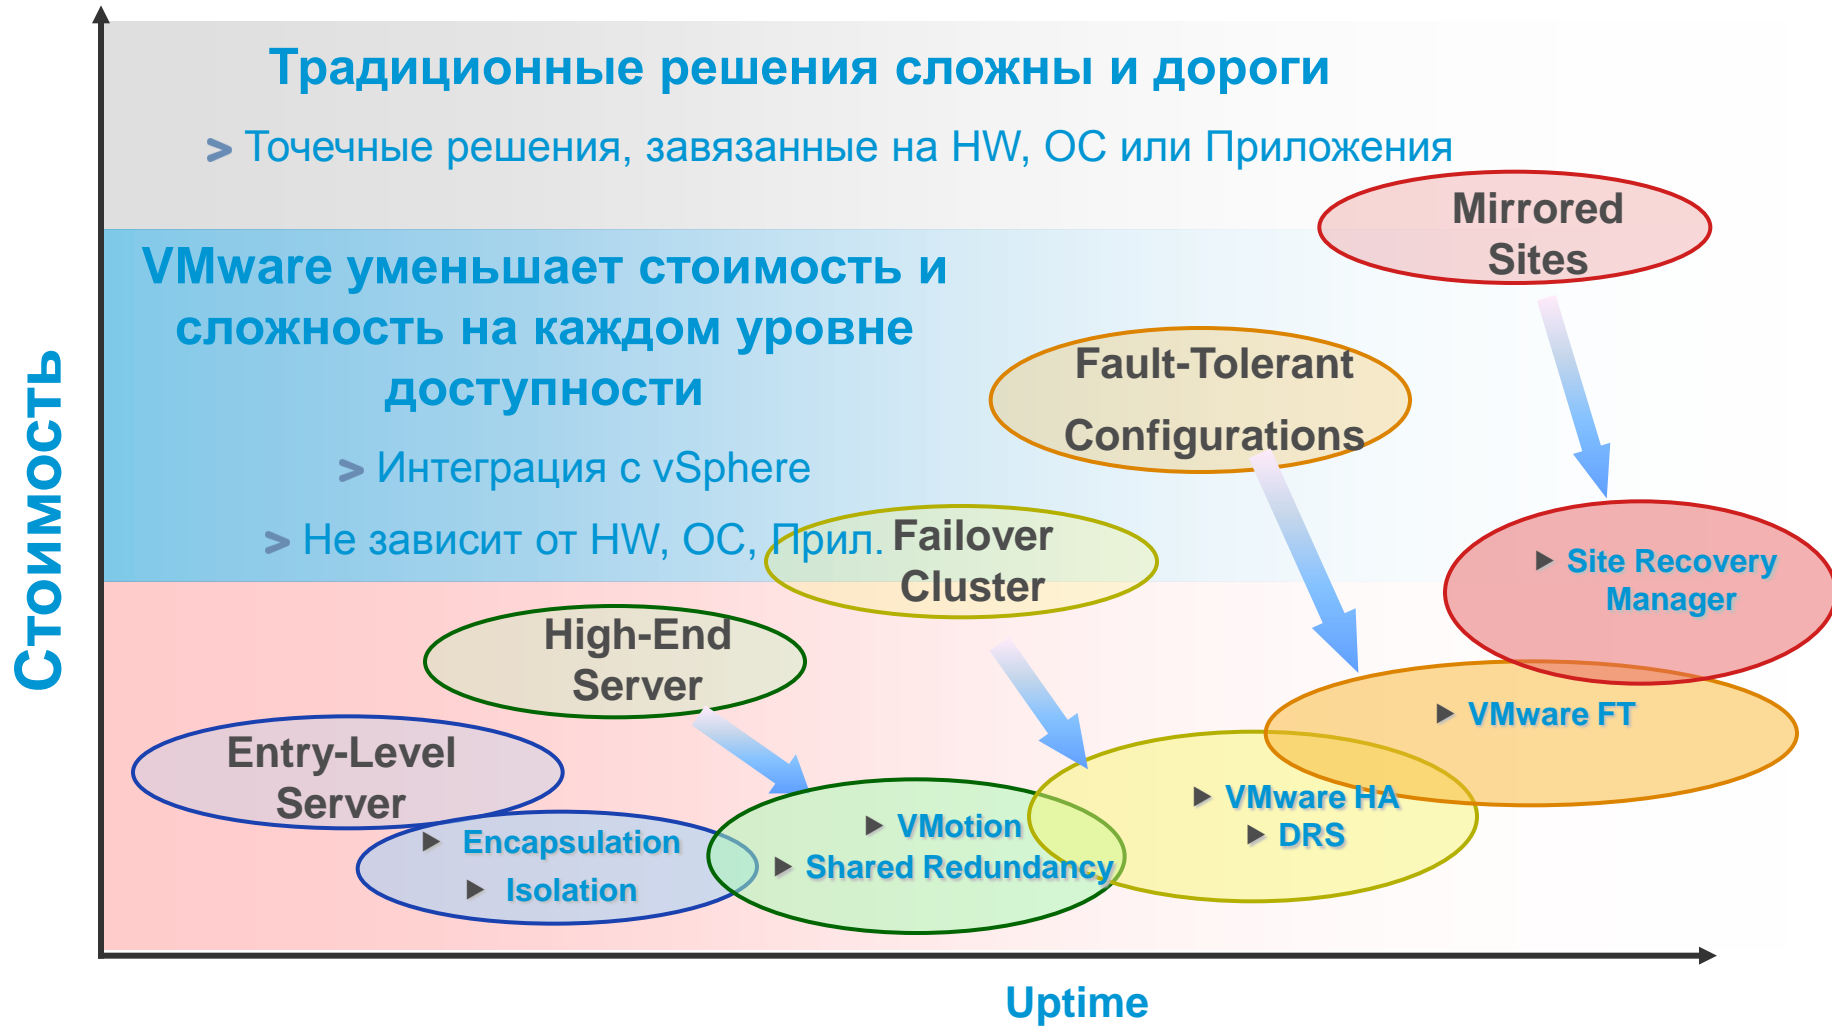 Традиционные решения сложны и дороги
> Точечные решения, завязанные на HW, ОС или Приложения
Mirrored
Sites
VMware уменьшает стоимость и
сложность на каждом уровне
доступности
> Интеграция с vSphere
> Не зависит от HW, ОС, Прил.
Fault-Tolerant
Configurations
Failover
Cluster
High-End
Server
Entry-Level
Server
Site Recovery
Manager
VMware FT
VMware HA
DRS
VMotion
Shared Redundancy
Encapsulation
Isolation
Стоимость
Uptime